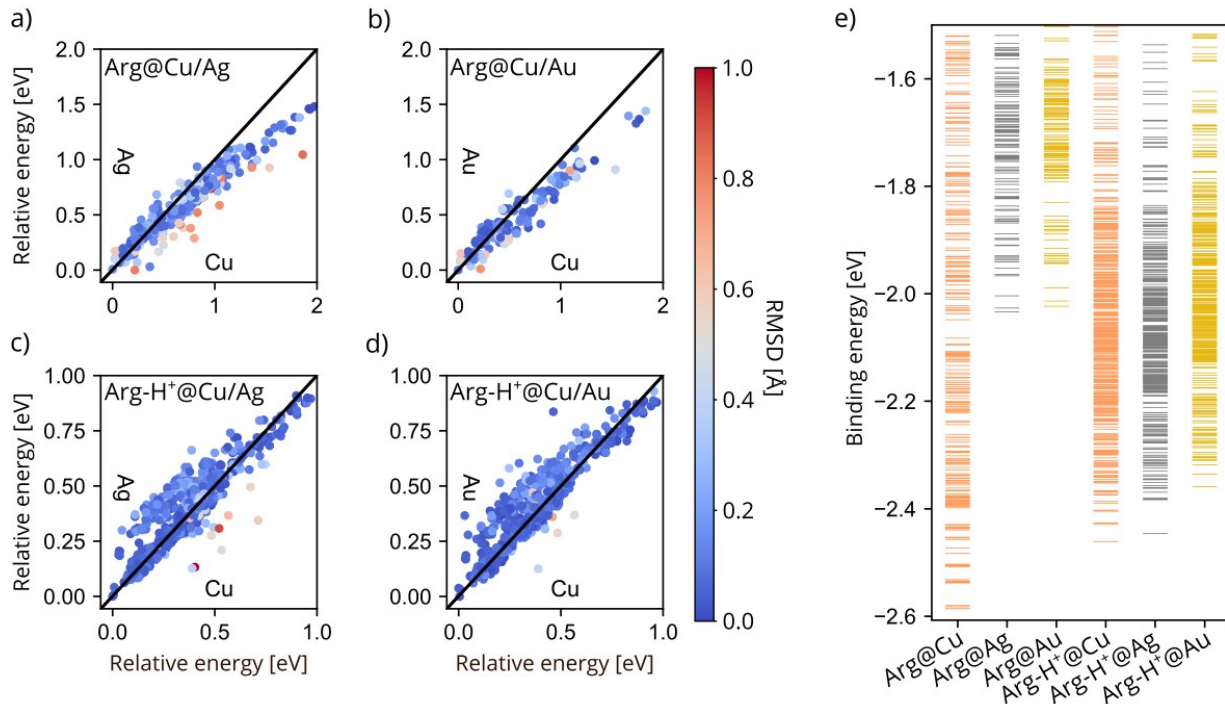 a)
Arg@Cu/Ag
Relative energy [eV]
2.0
1.5
1.0
0.5
0.0
Ag
Cu
0
1
2
b)
Arg@Cu/Au
2.0
1.5
1.0
0.5
0.0
Au
Cu
0
1
2
c)
Arg-H⁺@Cu/Ag
Relative energy [eV]
1.00
0.75
0.50
0.25
0.00
Ag
Cu
0.0
0.5
1.0
Relative energy [eV]
d)
Arg-H⁺@Cu/Au
1.00
0.75
0.50
0.25
0.00
Au
Cu
0.0
0.5
1.0
Relative energy [eV]
1.0
0.8
0.6
0.4
0.2
0.0
RMSD [Å]
e)
Binding energy [eV]
−1.6
−1.8
−2.0
−2.2
−2.4
−2.6
Arg@Cu
Arg@Ag
Arg@Au
Arg-H⁺@Cu
Arg-H⁺@Ag
Arg-H⁺@Au